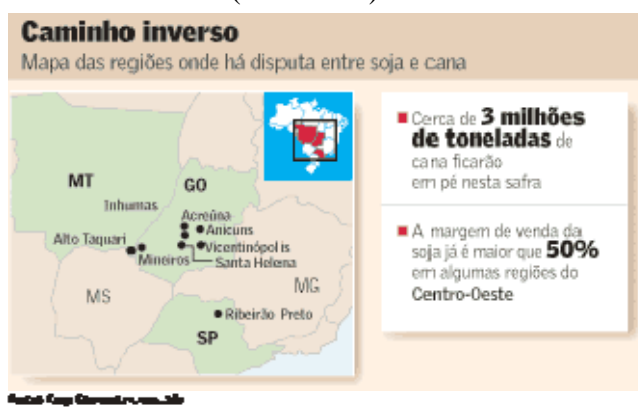 Caminho inverso
Mapa das regiões onde há disputa entre soja e cana
MT
GO
Inhumas
Acreúna
Anicuns
Alto Taquari
Vicentinópolis
Mineiros
Santa Helena
MS
MG
Ribeirão Preto
SP
Cerca de 3 milhões
de toneladas de
cana ficarão
em pé nesta safra
A margem de venda da
soja já é maior que 50%
em algumas regiões do
Centro-Oeste